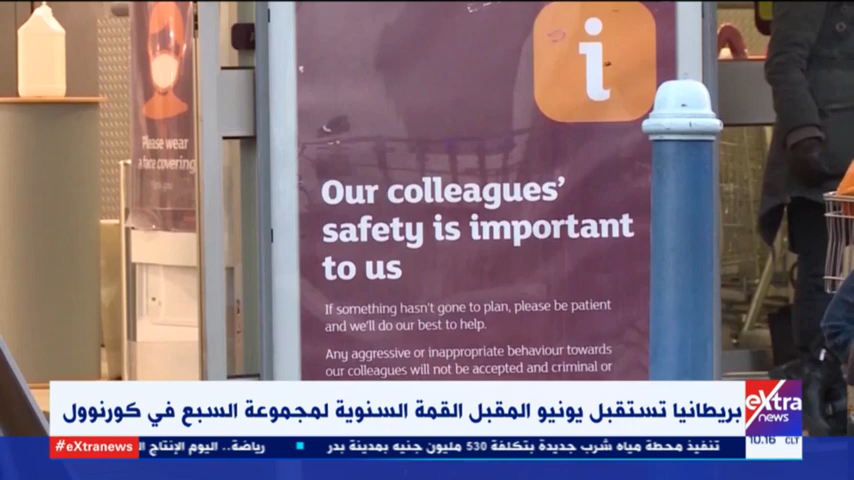 i
Please wear
a face covering
Our colleagues'
safety is important
to us
If something hasn't gone to plan, please be patient
and we'll do our best to help.
Any aggressive or inappropriate behaviour towards
our colleagues will not be accepted and criminal or
بريطانيا تستقبل يونيو المقبل القمة السنوية لمجموعة السبع في كورنوول
eXtra
news
10:16 CLT
تنفيذ محطة مياه شرب جديدة بتكلفة 530 مليون جنيه بمدينة بدر
رياضة.. اليوم الإنتاج ال
#eXtranews